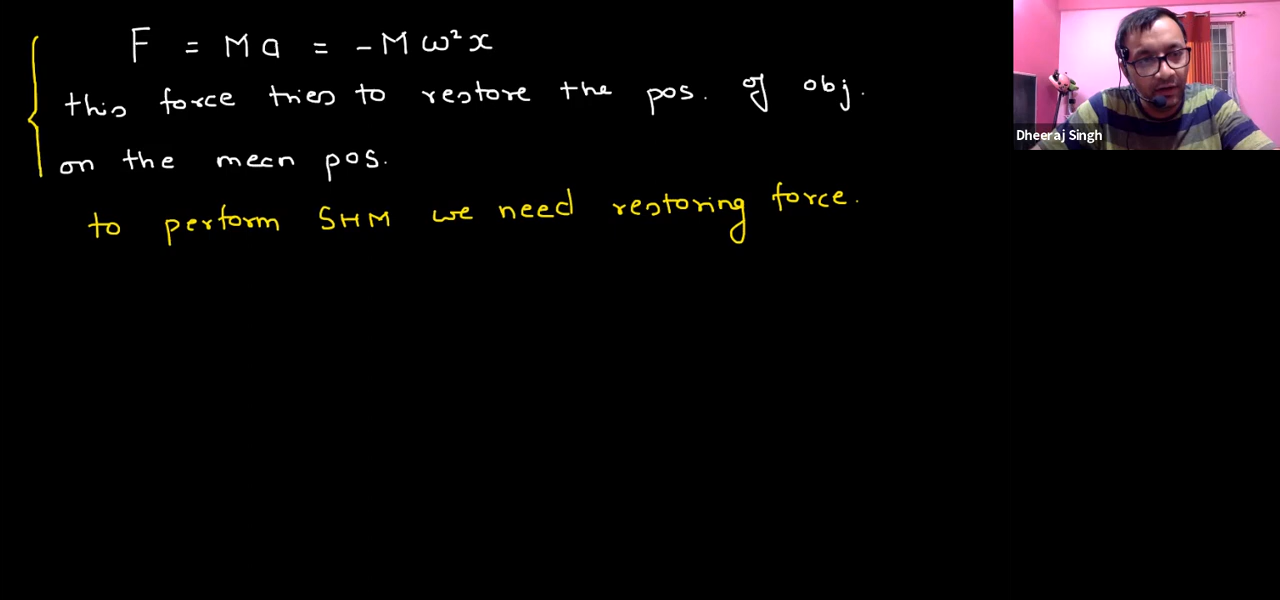 F = Ma = -Mω²x
this force tries to restore the pos. of obj.
on the mean pos.
to perform SHM we need restoring force.
Dheeraj Singh